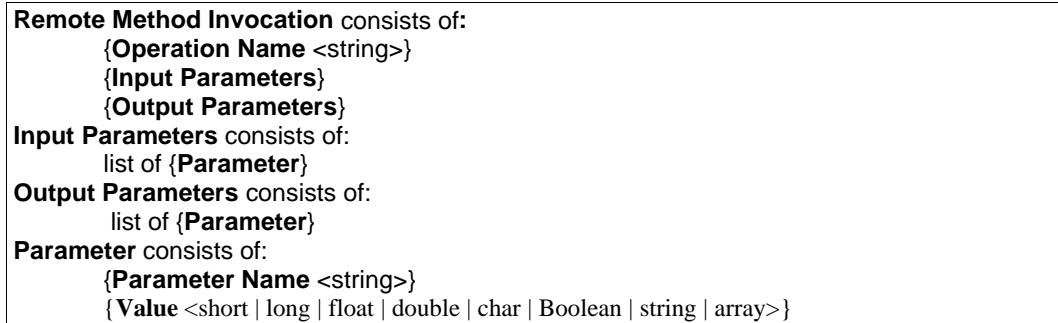 Remote Method Invocation consists of:
{Operation Name <string>}
{Input Parameters}
{Output Parameters}
Input Parameters consists of:
list of {Parameter}
Output Parameters consists of:
list of {Parameter}
Parameter consists of:
{Parameter Name <string>}
{Value <short | long | float | double | char | Boolean | string | array>}